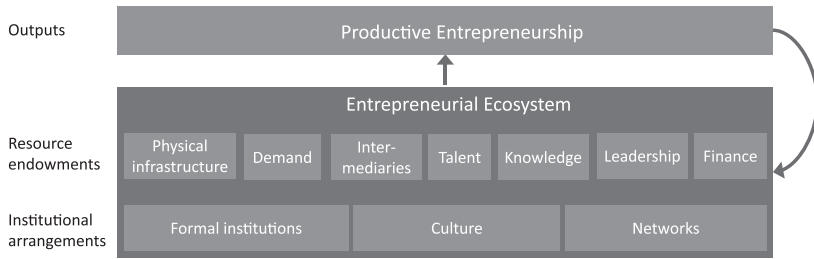 Outputs
Productive Entrepreneurship
Entrepreneurial Ecosystem
Resource
endowments
Physical
infrastructure
Demand
Inter-
mediaries
Talent
Knowledge
Leadership
Finance
Institutional
arrangements
Formal institutions
Culture
Networks